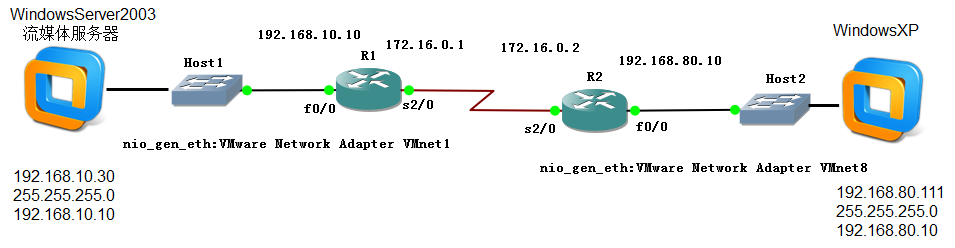 WindowsServer2003
流媒体服务器
Host1
192.168.10.10
R1
172.16.0.1
172.16.0.2
R2
192.168.80.10
Host2
WindowsXP
f0/0
s2/0
s2/0
f0/0
nio_gen_eth:VMware Network Adapter VMnet1
nio_gen_eth:VMware Network Adapter VMnet8
192.168.10.30
255.255.255.0
192.168.10.10
192.168.80.111
255.255.255.0
192.168.80.10